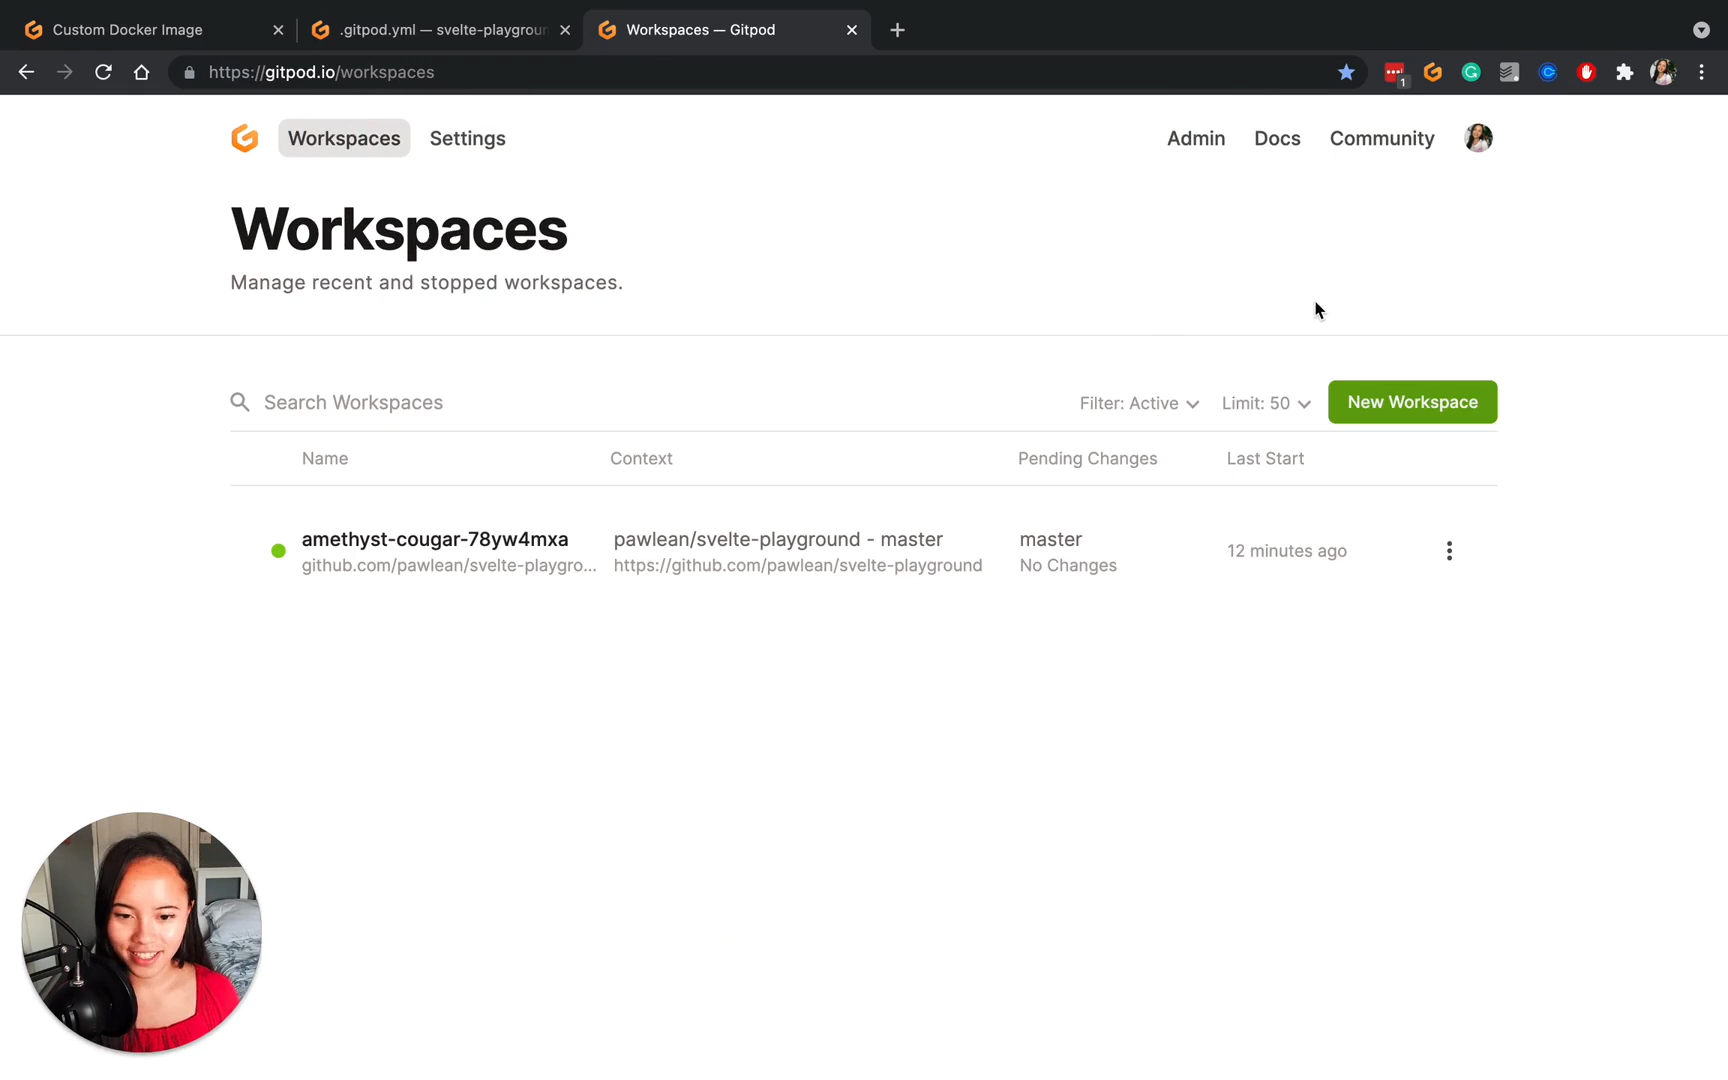 Custom Docker Image
.gitpod.yml — svelte-playgroun
Workspaces — Gitpod
https://gitpod.io/workspaces
1
Workspaces
Settings
Admin
Docs
Community
Workspaces
Manage recent and stopped workspaces.
Search Workspaces
Filter: Active
Limit: 50
New Workspace
Name
Context
Pending Changes
Last Start
amethyst-cougar-78yw4mxa
pawlean/svelte-playground - master
master
12 minutes ago
github.com/pawlean/svelte-playgro...
https://github.com/pawlean/svelte-playground
No Changes